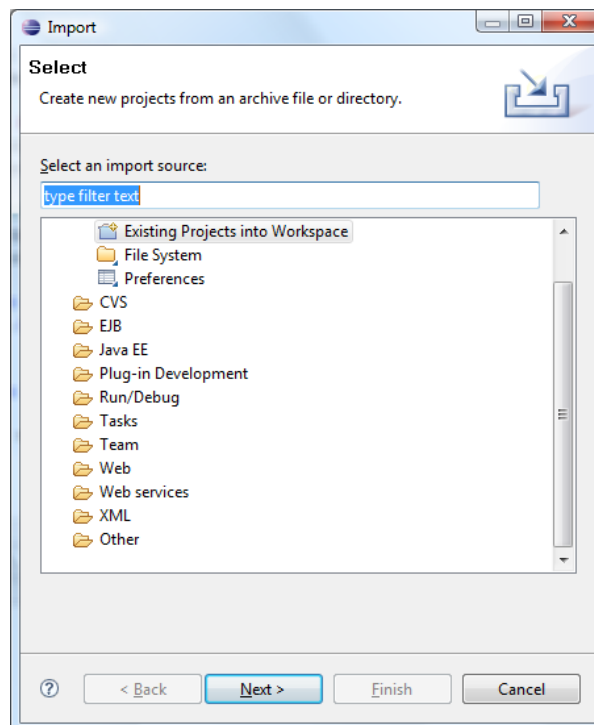 Import
Select
Create new projects from an archive file or directory.
Select an import source:
type filter text
Existing Projects into Workspace
File System
Preferences
CVS
EJB
Java EE
Plug-in Development
Run/Debug
Tasks
Team
Web
Web services
XML
Other
? < Back Next > Finish Cancel